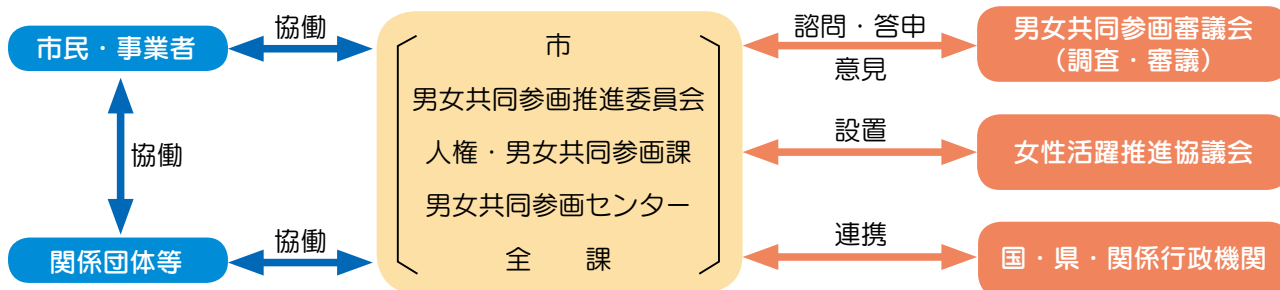 市民・事業者
協働
協働
関係団体等
協働
市
男女共同参画推進委員会
人権・男女共同参画課
男女共同参画センター
全　課
諮問・答申
意見
男女共同参画審議会
（調査・審議）
設置
女性活躍推進協議会
連携
国・県・関係行政機関